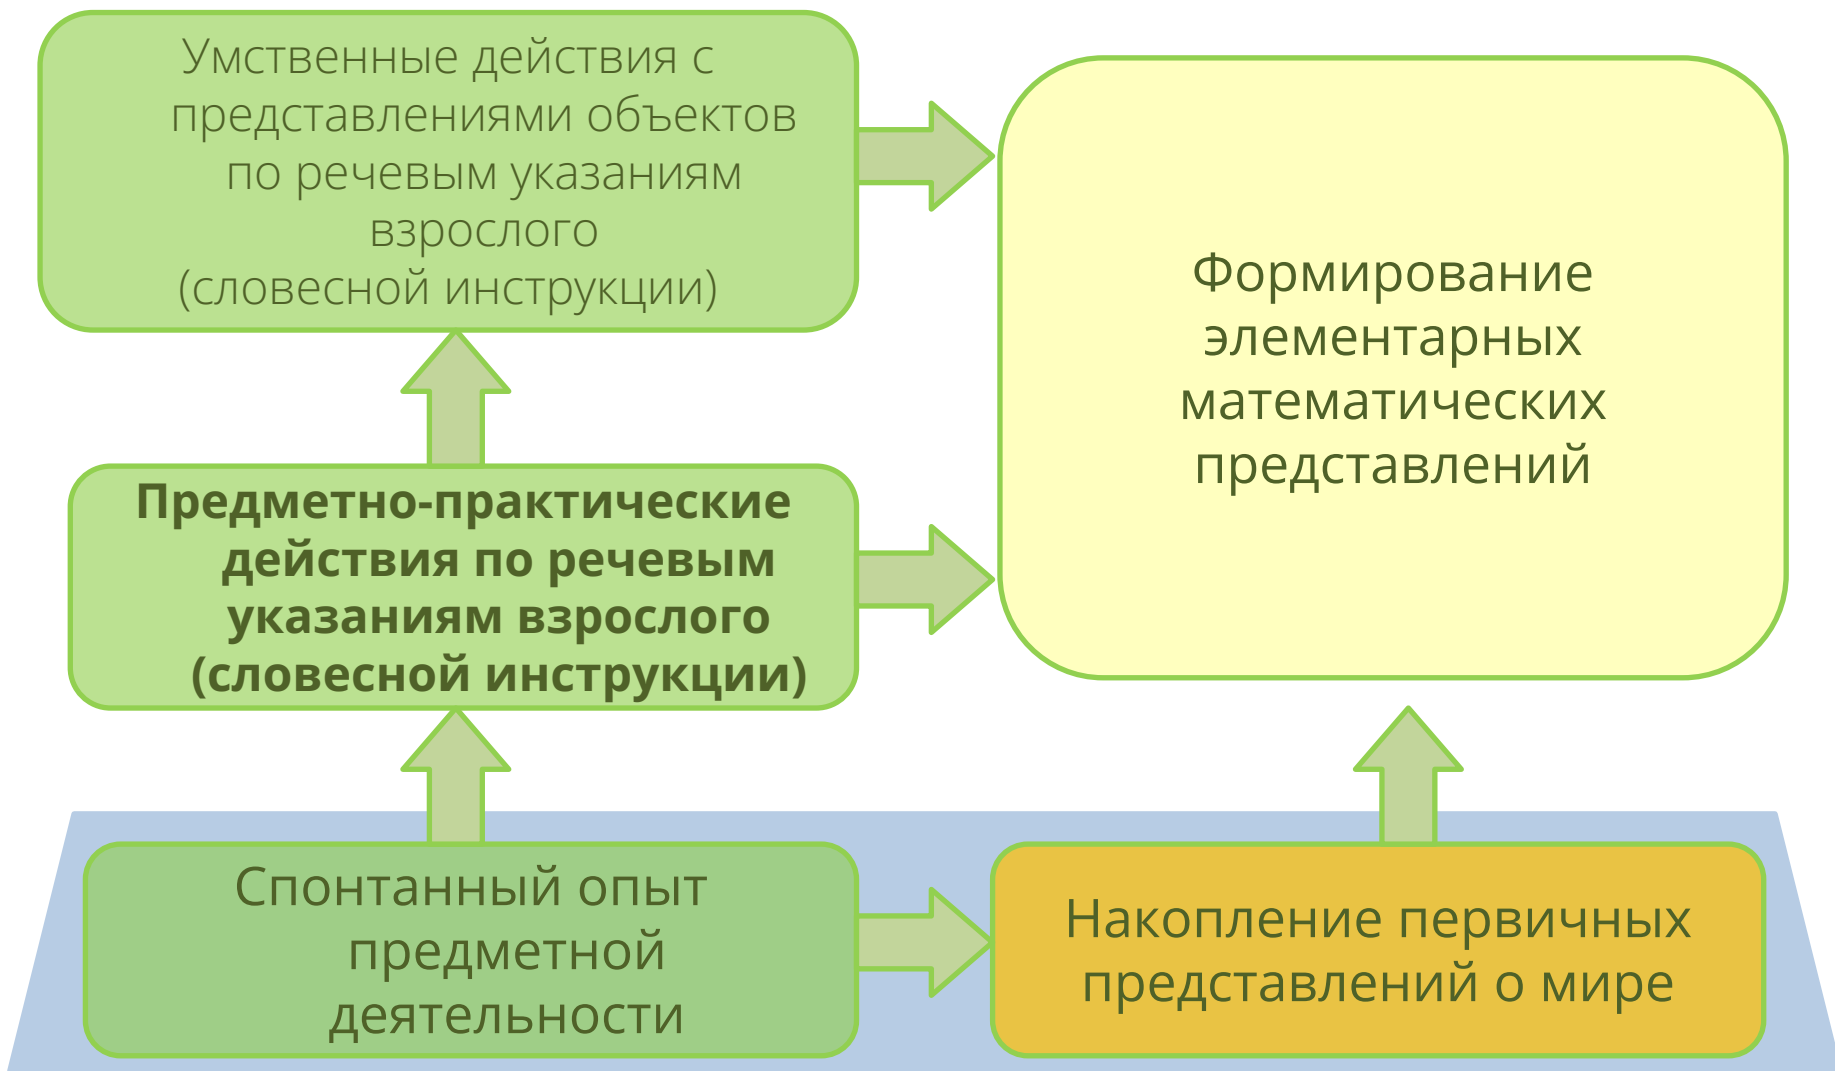 Умственные действия с
представлениями объектов
по речевым указаниям
взрослого
(словесной инструкции)
Формирование
элементарных
математических
представлений
Предметно-практические
действия по речевым
указаниям взрослого
(словесной инструкции)
Спонтанный опыт
предметной
деятельности
Накопление первичных
представлений о мире